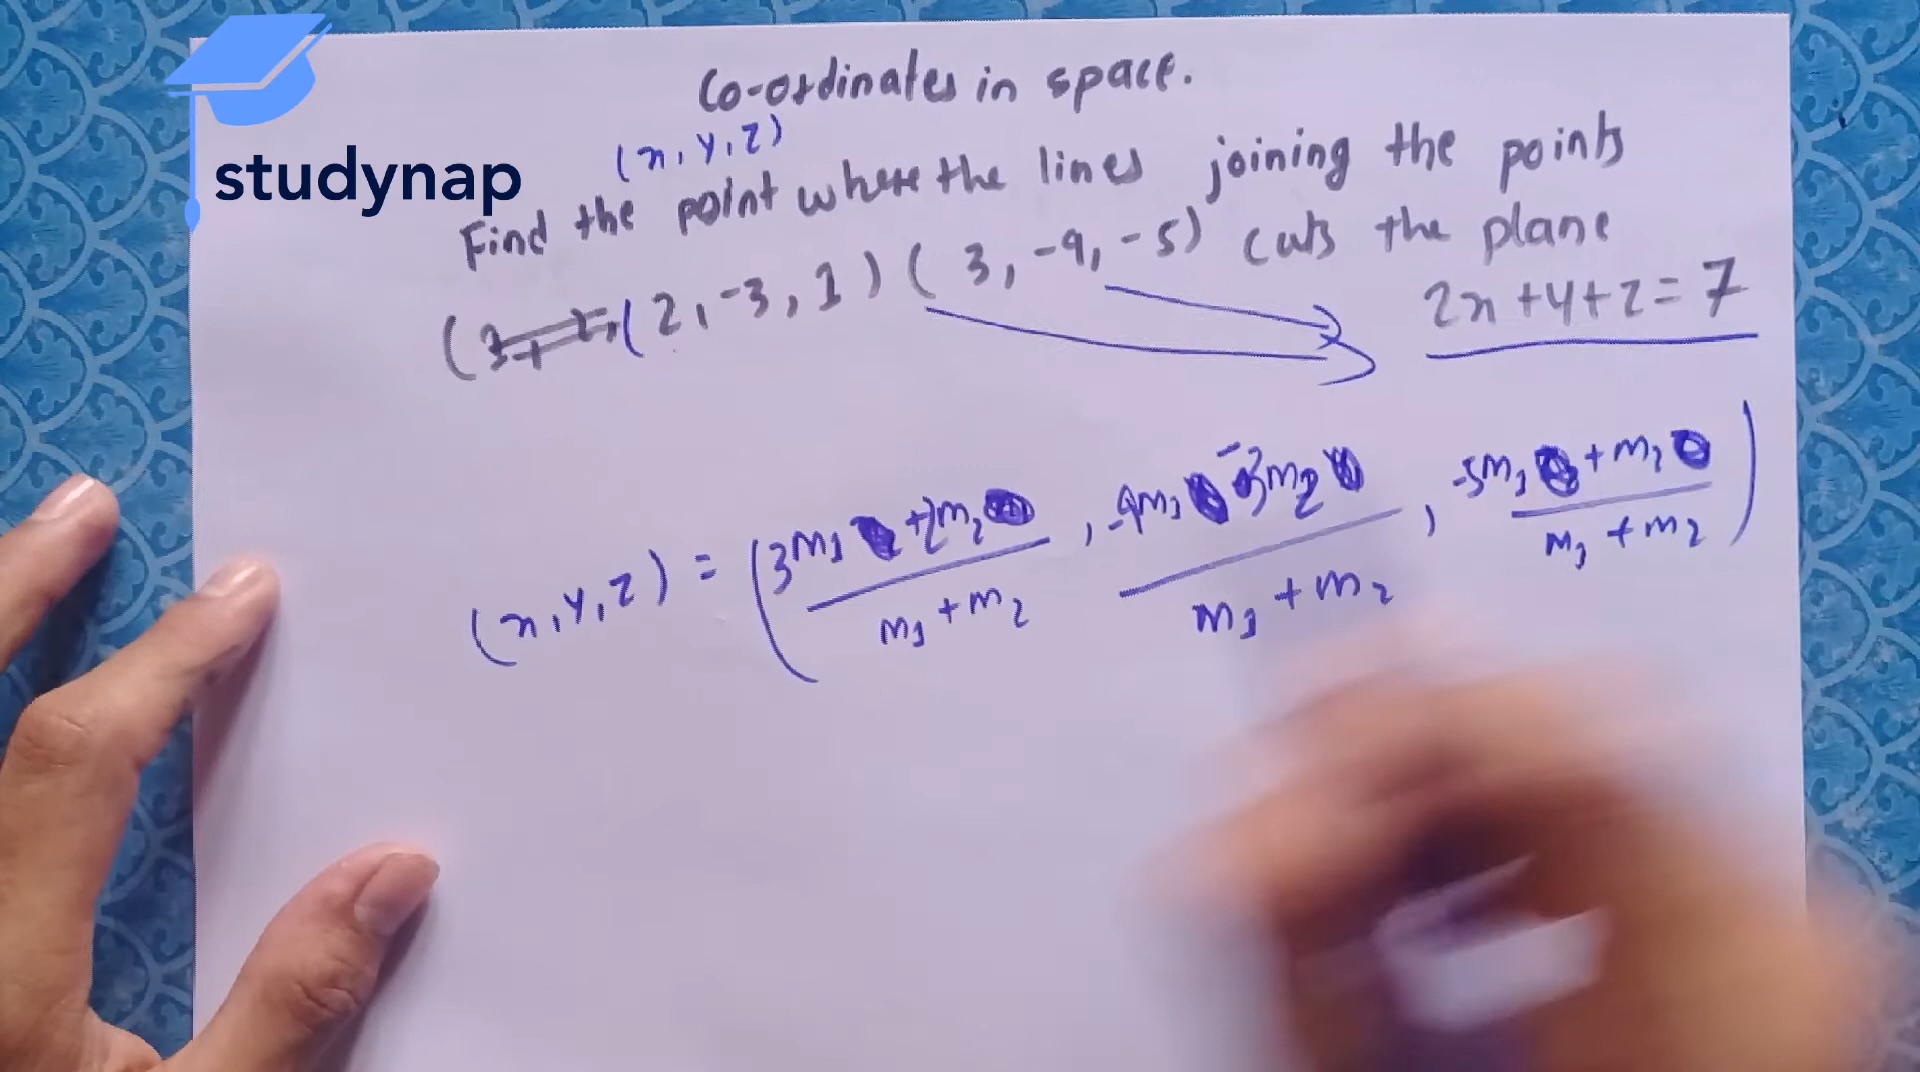 Co-ordinates in space.
studynap
(x, y, z)
Find the point where the lines joining the points
(2, -3, 1) (3, -4, -5) cuts the plane
2x + y + z = 7
(x, y, z) = (3m1 + 2m2 / m1 + m2, -4m1 - 3m2 / m1 + m2, -5m1 + m2 / m1 + m2)